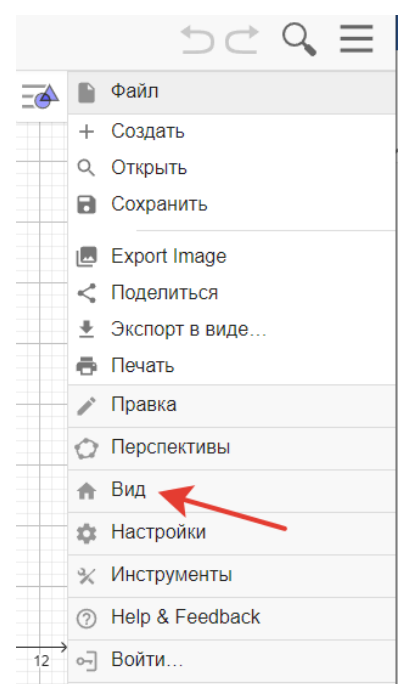 Файл
Создать
Открыть
Сохранить
Export Image
Поделиться
Экспорт в виде…
Печать
Правка
Перспективы
Вид
Настройки
Инструменты
Help & Feedback
12
Войти…